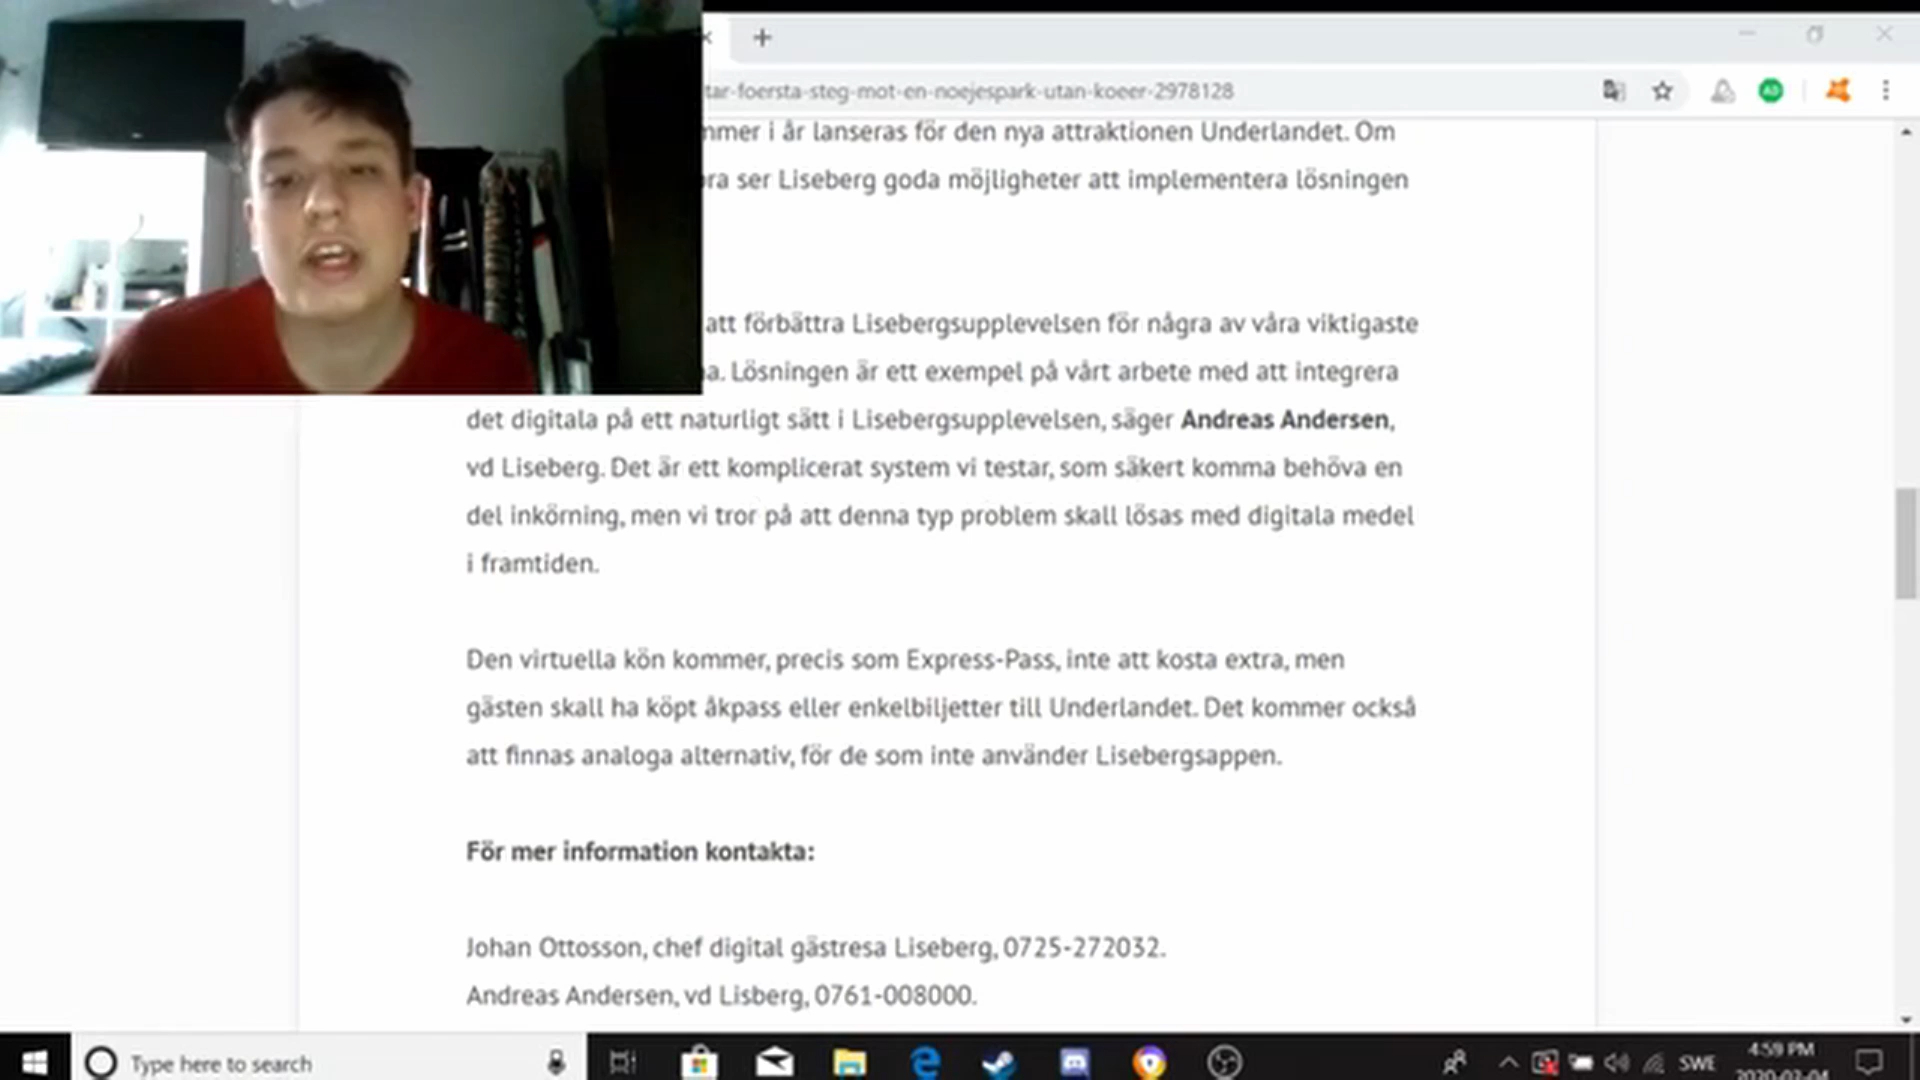 tar-foersta-steg-mot-en-noejespark-utan-koeer-2978128
mmer i år lanseras för den nya attraktionen Underlandet. Om
ra ser Liseberg goda möjligheter att implementera lösningen
att förbättra Lisebergsupplevelsen för några av våra viktigaste
a. Lösningen är ett exempel på vårt arbete med att integrera
det digitala på ett naturligt sätt i Lisebergsupplevelsen, säger Andreas Andersen,
vd Liseberg. Det är ett komplicerat system vi testar, som säkert komma behöva en
del inkörning, men vi tror på att denna typ problem skall lösas med digitala medel
i framtiden.
Den virtuella kön kommer, precis som Express-Pass, inte att kosta extra, men
gästen skall ha köpt åkpass eller enkelbiljetter till Underlandet. Det kommer också
att finnas analoga alternativ, för de som inte använder Lisebergsappen.
För mer information kontakta:
Johan Ottosson, chef digital gästresa Liseberg, 0725-272032.
Andreas Andersen, vd Lisberg, 0761-008000.
Type here to search
SWE
4:59 PM
2020-03-04